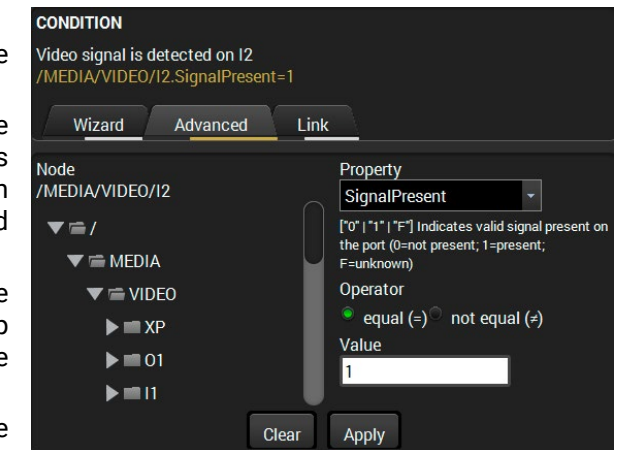 CONDITION
Video signal is detected on I2
/MEDIA/VIDEO/I2.SignalPresent=1
Wizard Advanced Link
Node
/MEDIA/VIDEO/I2
/
MEDIA
VIDEO
XP
O1
I1
Property
SignalPresent
["0" | "1" | "F"] Indicates valid signal present on
the port (0=not present; 1=present;
F=unknown)
Operator
equal (=) not equal (≠)
Value
1
Clear Apply